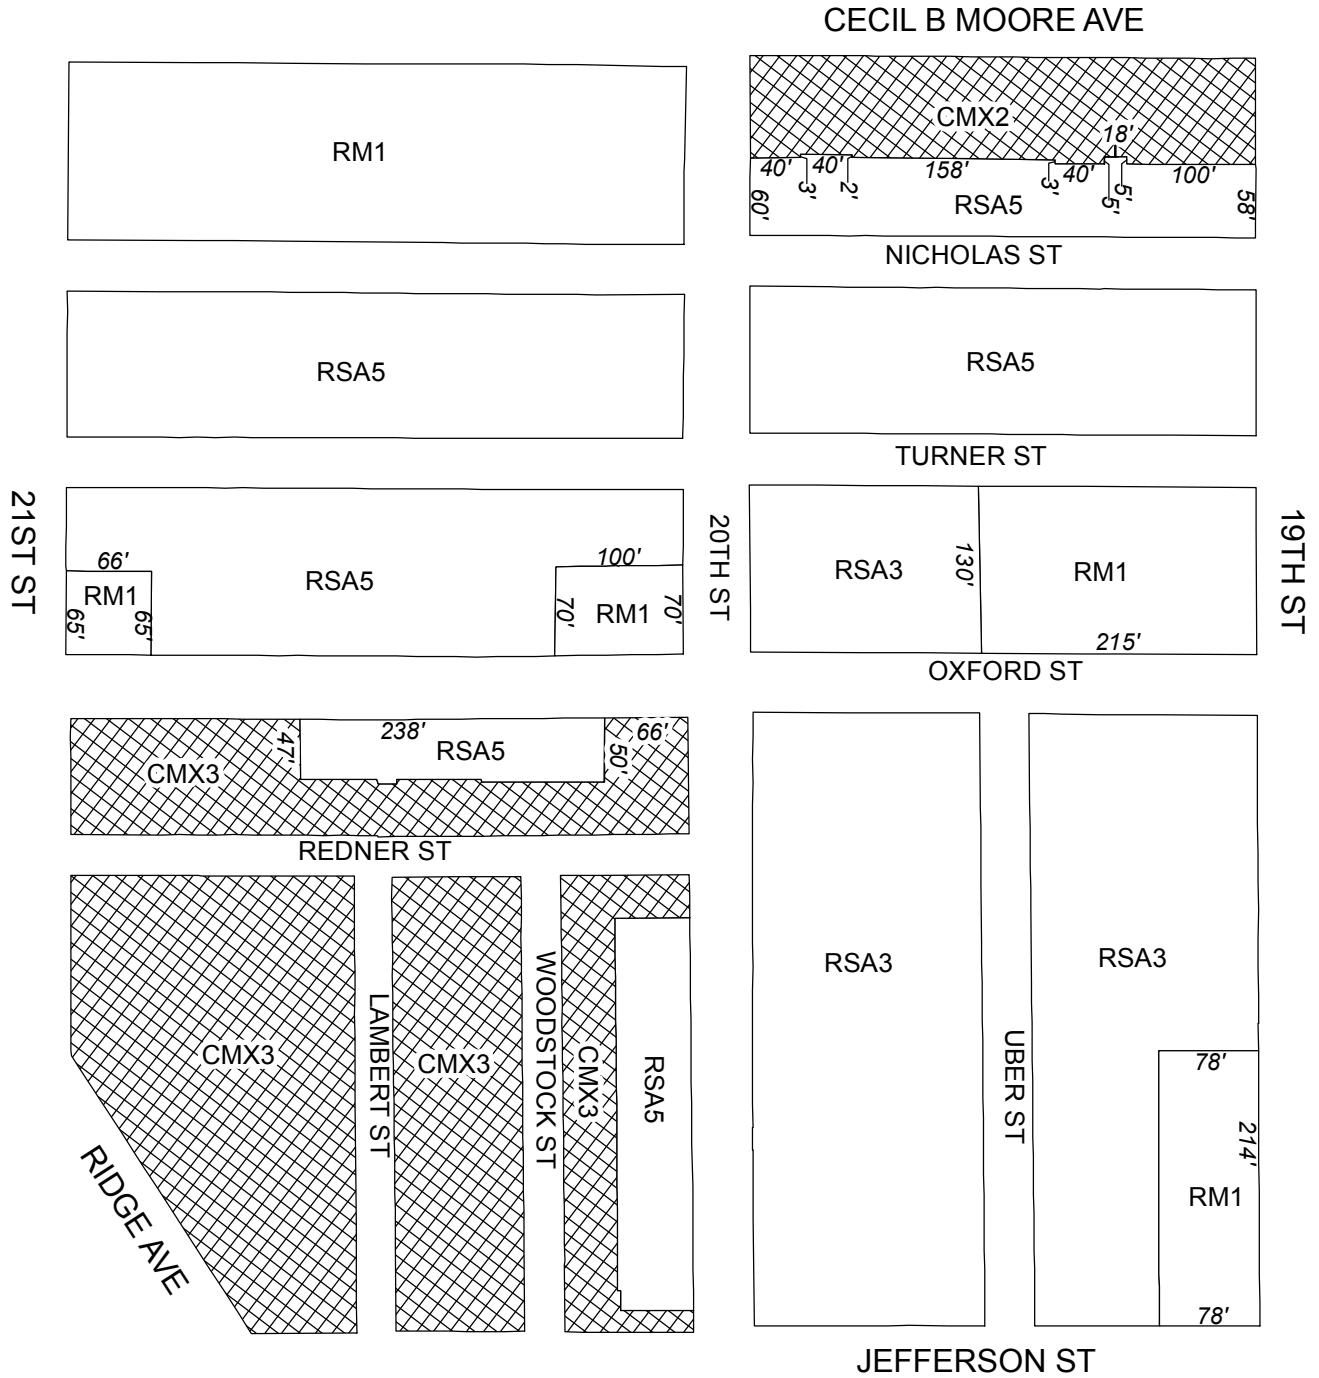 CECIL B MOORE AVE
RM1
CMX2
18'
40'
40'
158'
40'
100'
3'
2'
3'
5'
5'
60'
RSA5
58'
NICHOLAS ST
RSA5
RSA5
TURNER ST
21ST ST
66'
RM1
65'
65'
RSA5
100'
70'
RM1
70'
20TH ST
RSA3
130'
RM1
215'
19TH ST
OXFORD ST
CMX3
47'
238'
RSA5
50'
66'
REDNER ST
CMX3
LAMBERT ST
CMX3
WOODSTOCK ST
CMX3
RSA5
RIDGE AVE
RSA3
UBER ST
RSA3
78'
214'
RM1
78'
JEFFERSON ST